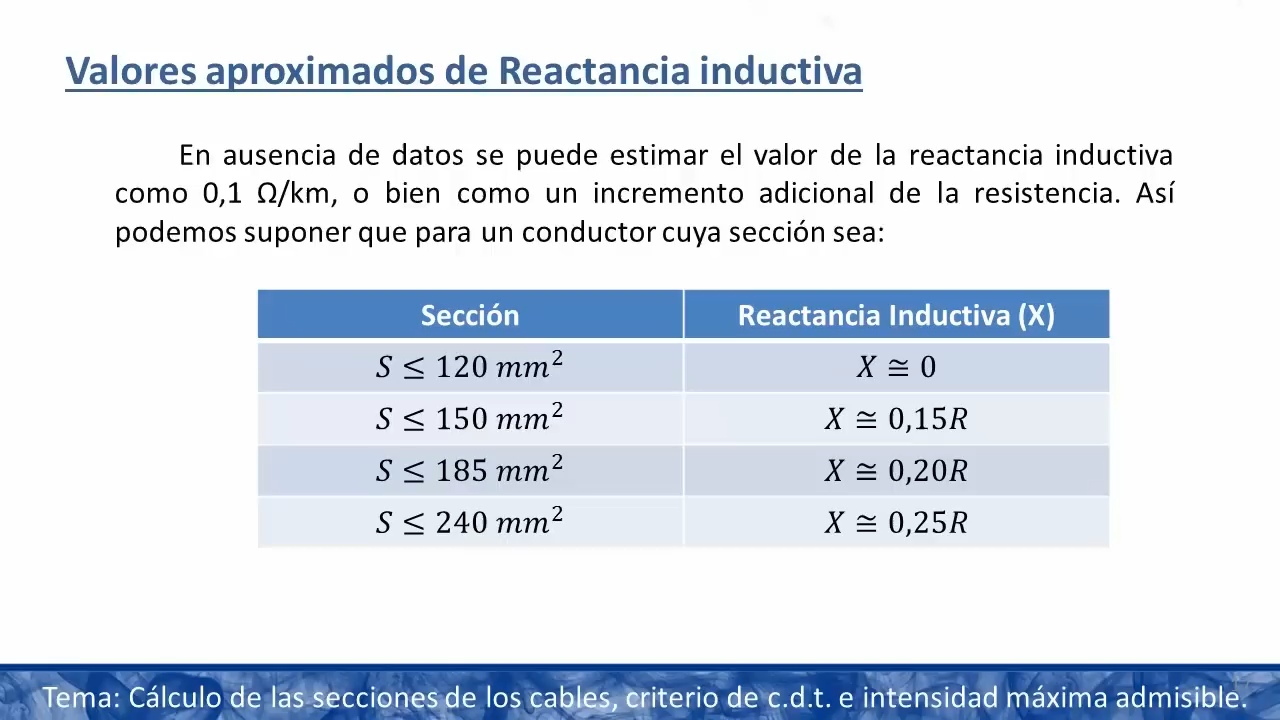 Valores aproximados de Reactancia inductiva
En ausencia de datos se puede estimar el valor de la reactancia inductiva
como 0,1 Ω/km, o bien como un incremento adicional de la resistencia. Así
podemos suponer que para un conductor cuya sección sea:
Sección Reactancia Inductiva (X)
S ≤ 120 mm² X ≅ 0
S ≤ 150 mm² X ≅ 0,15R
S ≤ 185 mm² X ≅ 0,20R
S ≤ 240 mm² X ≅ 0,25R
Tema: Cálculo de las secciones de los cables, criterio de c.d.t. e intensidad máxima admisible.